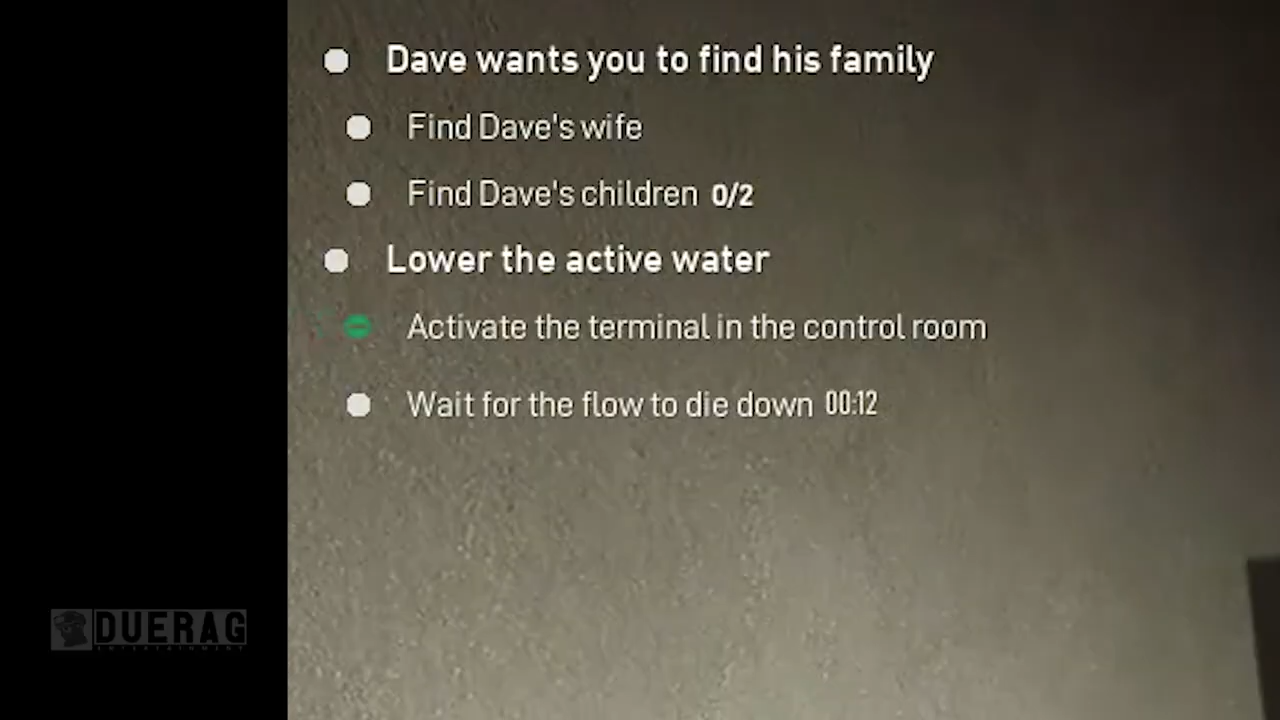 Dave wants you to find his family
Find Dave's wife
Find Dave's children 0/2
Lower the active water
Activate the terminal in the control room
Wait for the flow to die down 00:12
DUERAG
ENTERTAINMENT